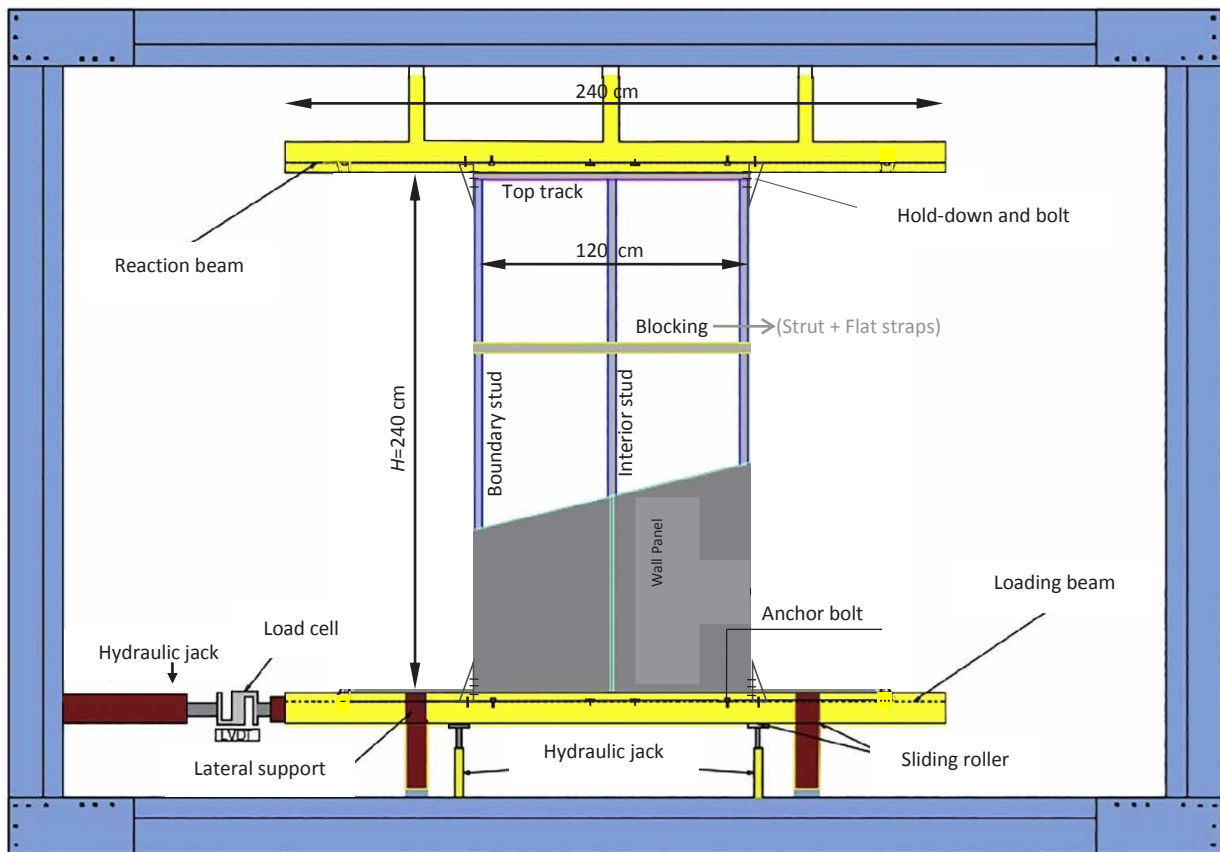 240 cm
Top track
Hold-down and bolt
120 cm
Reaction beam
Blocking (Strut + Flat straps)
H=240 cm
Boundary stud
Interior stud
Wall Panel
Loading beam
Anchor bolt
Load cell
Hydraulic jack
LVDT
Lateral support
Hydraulic jack
Sliding roller